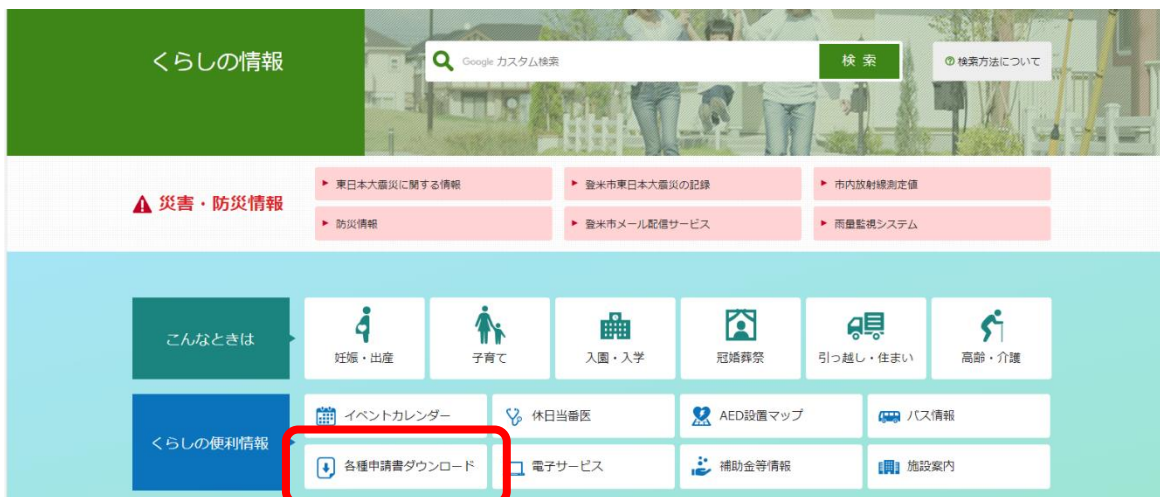 くらしの情報
Google カスタム検索
検索
検索方法について
災害・防災情報
東日本大震災に関する情報
登米市東日本大震災の記録
市内放射線測定値
防災情報
登米市メール配信サービス
雨量監視システム
こんなときは
妊娠・出産
子育て
入園・入学
冠婚葬祭
引っ越し・住まい
高齢・介護
くらしの便利情報
イベントカレンダー
休日当番医
AED設置マップ
バス情報
各種申請書ダウンロード
電子サービス
補助金等情報
施設案内